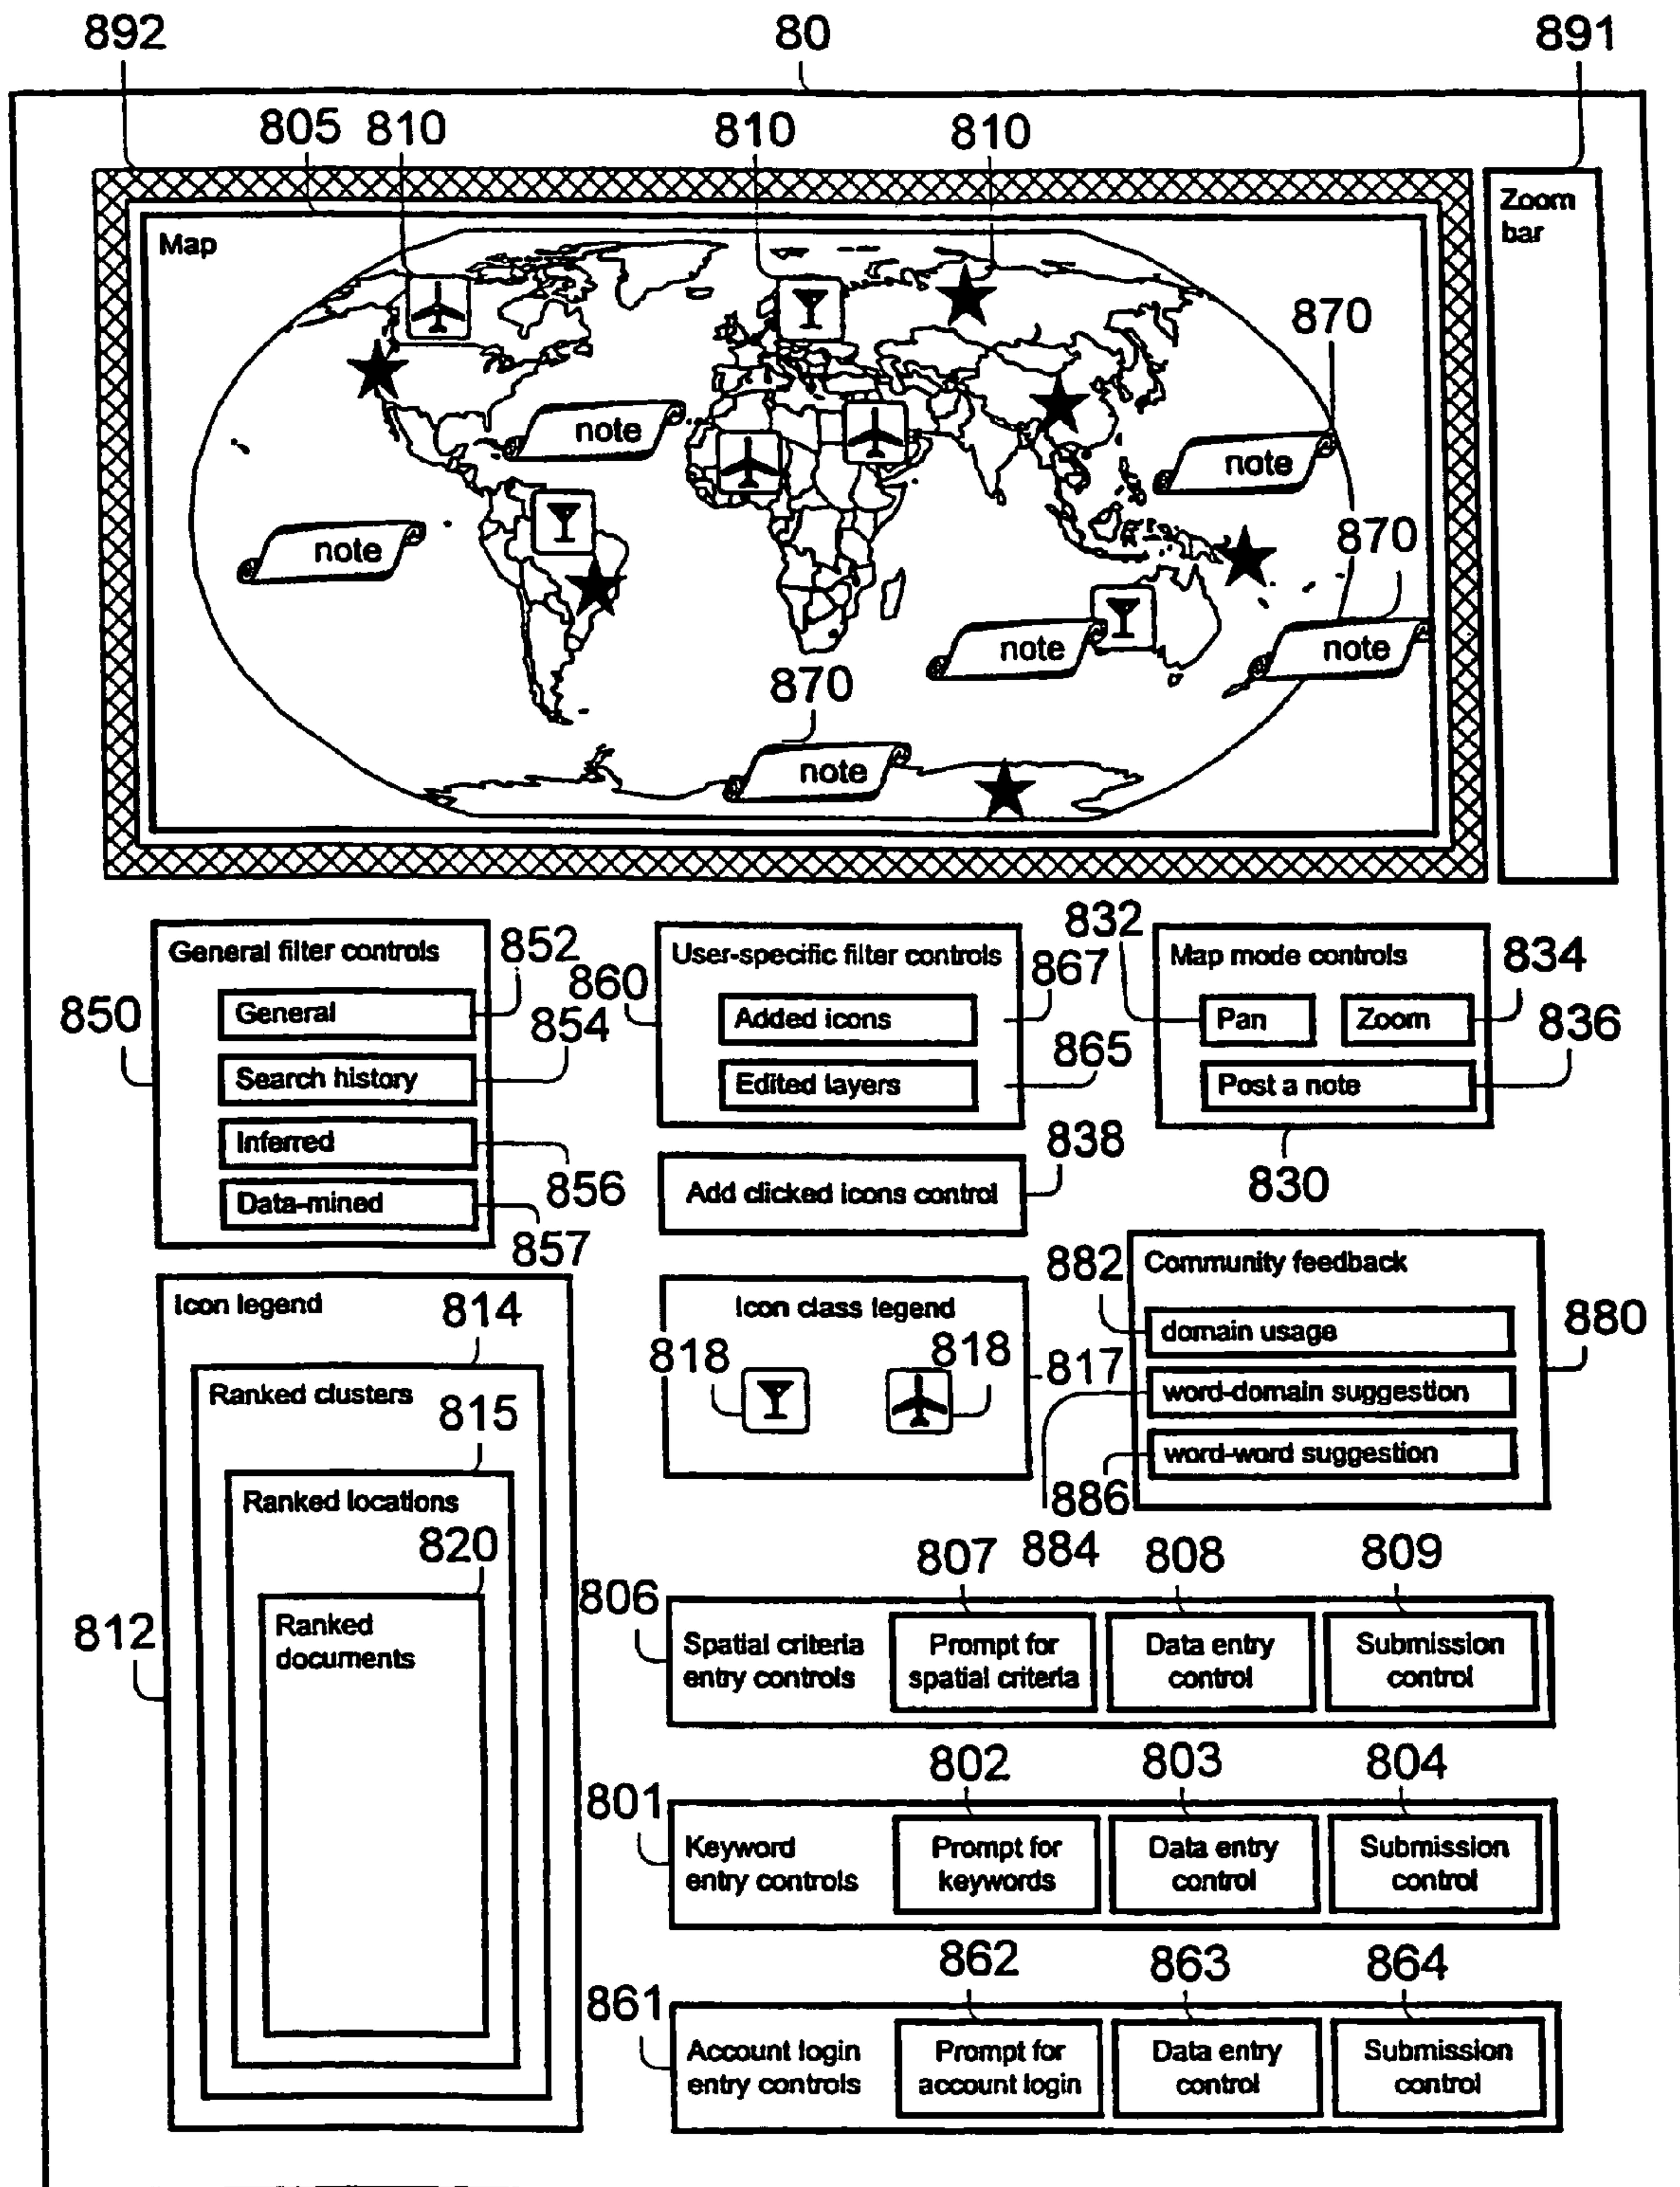 892 80 891
805 810 810 810
Map
Zoom
bar
870
note
note
870
note
note
note
870
note
General filter controls
852
850
General
854
Search history
Inferred
856
Data-mined
857
User-specific filter controls
860
867
Added icons
865
Edited layers
838
Add clicked icons control
832
Map mode controls
834
Pan
Zoom
836
Post a note
830
Icon legend
814
Ranked clusters
815
Ranked locations
820
Ranked
documents
812
Icon class legend
818
818
817
882
Community feedback
880
domain usage
word-domain suggestion
word-word suggestion
886
884
807 808 809
806
Spatial criteria
entry controls
Prompt for
spatial criteria
Data entry
control
Submission
control
802 803 804
801
Keyword
entry controls
Prompt for
keywords
Data entry
control
Submission
control
862 863 864
861
Account login
entry controls
Prompt for
account login
Data entry
control
Submission
control